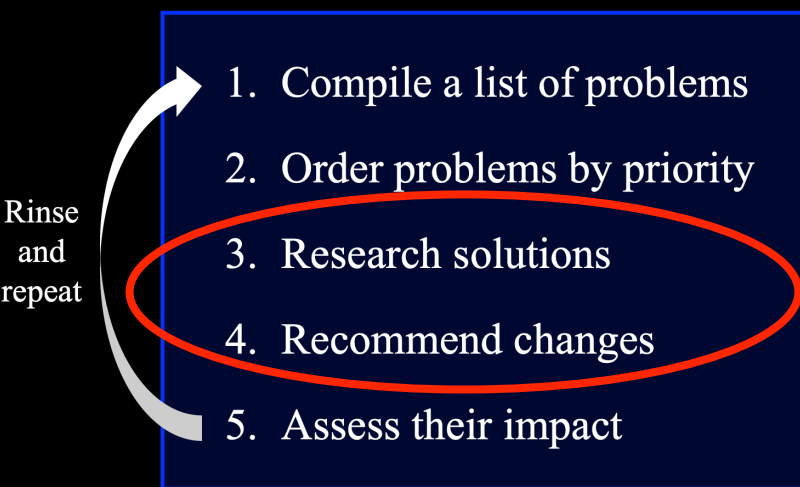 1. Compile a list of problems
2. Order problems by priority
Rinse
and
repeat
3. Research solutions
4. Recommend changes
5. Assess their impact